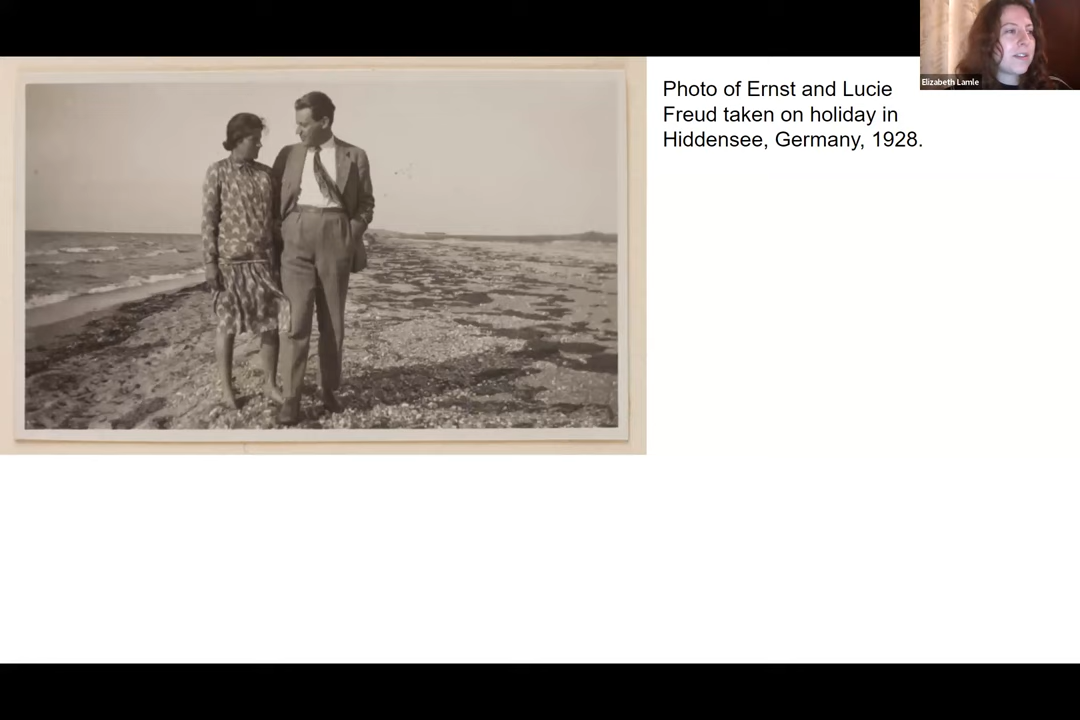 Photo of Ernst and Lucie
Freud taken on holiday in
Hiddensee, Germany, 1928.
Elizabeth Lamle